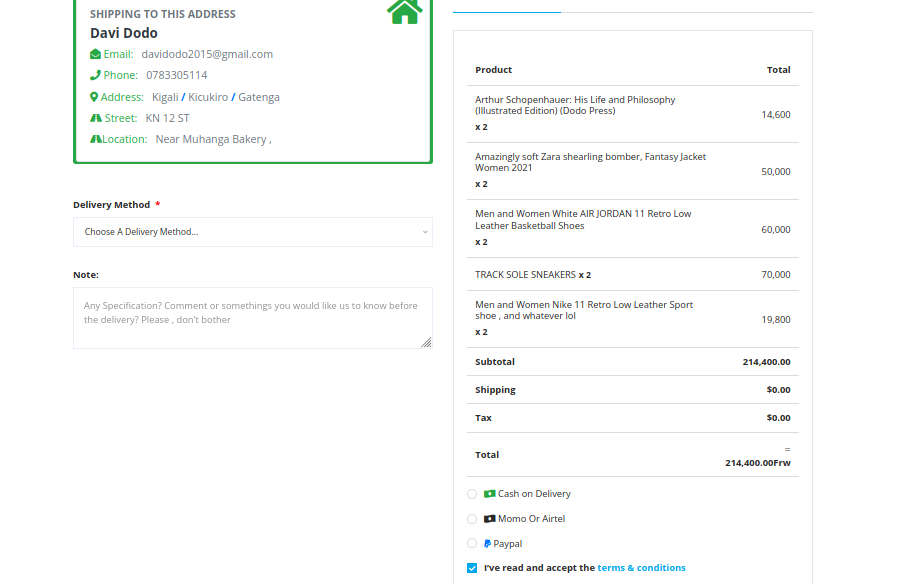 SHIPPING TO THIS ADDRESS
Davi Dodo
Email: davidodo2015@gmail.com
Phone: 0783305114
Address: Kigali / Kicukiro / Gatenga
Street: KN 12 ST
Location: Near Muhanga Bakery ,
Delivery Method *
Choose A Delivery Method...
Note:
Any Specification? Comment or somethings you would like us to know before
the delivery? Please , don't bother
Product Total
Arthur Schopenhauer: His Life and Philosophy
(Illustrated Edition) (Dodo Press)
x 2
14,600
Amazingly soft Zara shearling bomber, Fantasy Jacket
Women 2021
x 2
50,000
Men and Women White AIR JORDAN 11 Retro Low
Leather Basketball Shoes
x 2
60,000
TRACK SOLE SNEAKERS x 2 70,000
Men and Women Nike 11 Retro Low Leather Sport
shoe , and whatever lol
x 2
19,800
Subtotal 214,400.00
Shipping $0.00
Tax $0.00
Total =
214,400.00Frw
Cash on Delivery
Momo Or Airtel
Paypal
I've read and accept the terms & conditions